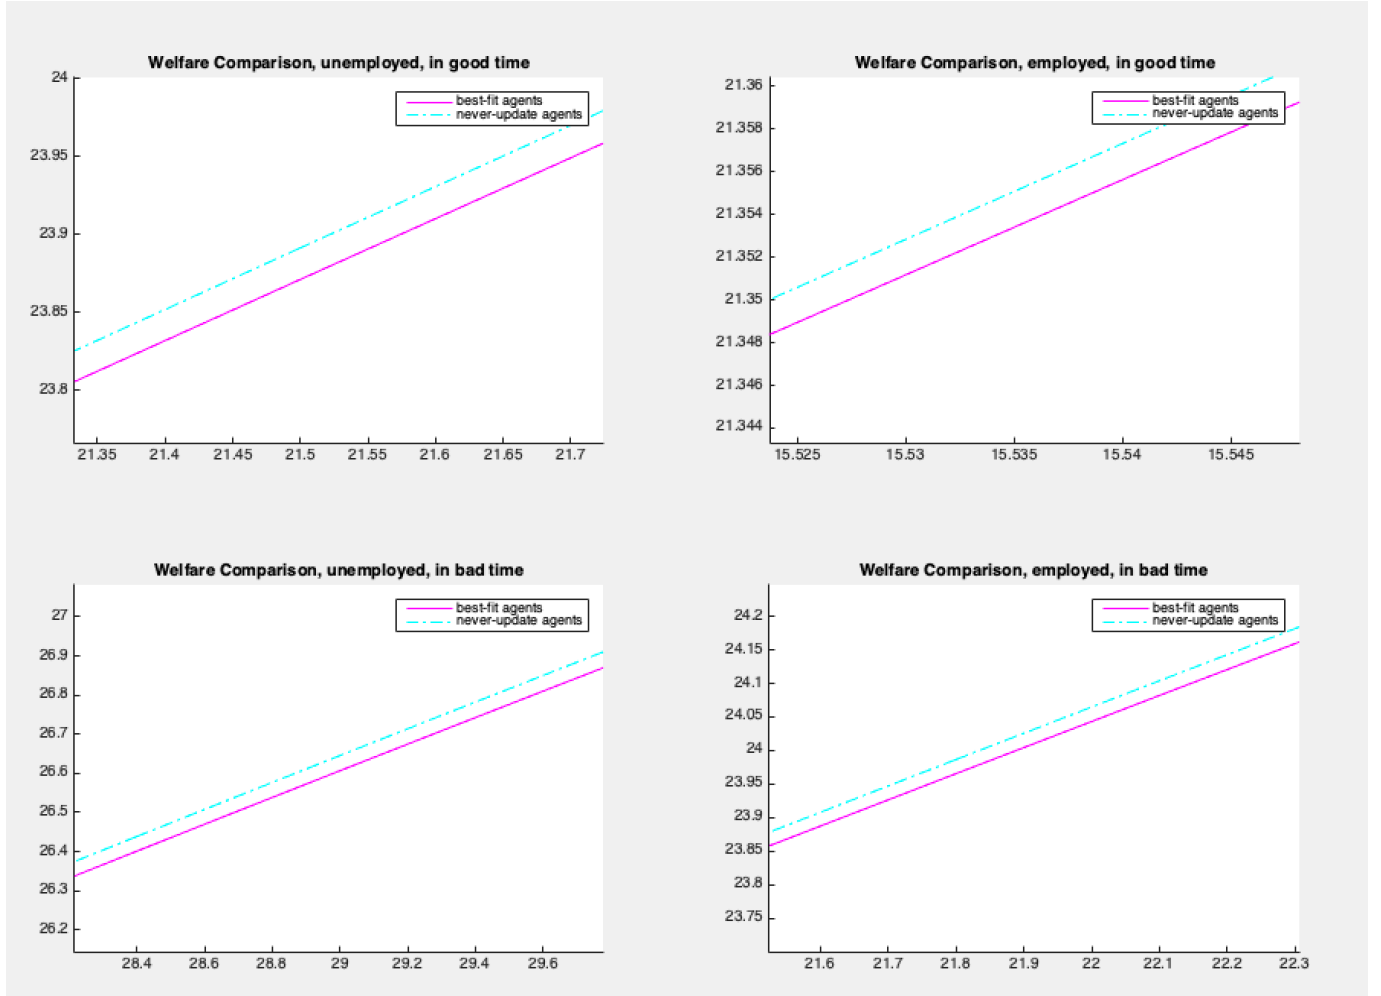 Welfare Comparison, unemployed, in good time
24
23.95
23.9
23.85
23.8
best-fit agents
never-update agents
21.35 21.4 21.45 21.5 21.55 21.6 21.65 21.7
Welfare Comparison, employed, in good time
21.36
21.358
21.356
21.354
21.352
21.35
21.348
21.346
21.344
best-fit agents
never-update agents
15.525 15.53 15.535 15.54 15.545
Welfare Comparison, unemployed, in bad time
27
26.9
26.8
26.7
26.6
26.5
26.4
26.3
26.2
best-fit agents
never-update agents
28.4 28.6 28.8 29 29.2 29.4 29.6
Welfare Comparison, employed, in bad time
24.2
24.15
24.1
24.05
24
23.95
23.9
23.85
23.8
23.75
best-fit agents
never-update agents
21.6 21.7 21.8 21.9 22 22.1 22.2 22.3